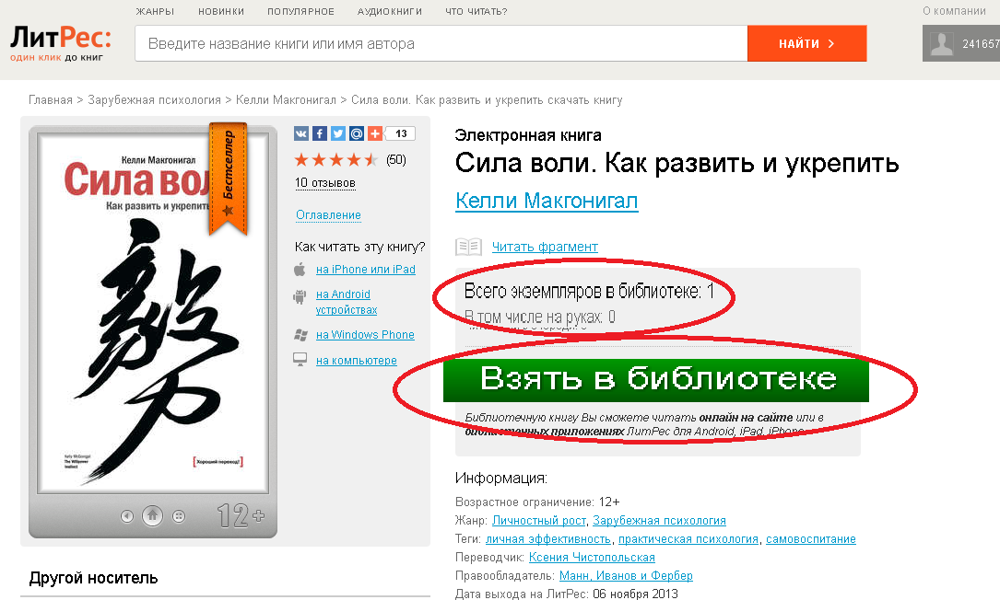 ЖАНРЫ НОВИНКИ ПОПУЛЯРНОЕ АУДИОКНИГИ ЧТО ЧИТАТЬ? О компании
ЛитРес:
один клик до книг
Введите название книги или имя автора
НАЙТИ >
241657
Главная > Зарубежная психология > Келли Макгонигал > Сила воли. Как развить и укрепить скачать книгу
Келли Макгонигал
Сила вол
Как развить и укрепить
Бестселлер
毅力
Kelly McGonigal
The Willpower
Instinct
[Хороший перевод!]
12+
13
(50)
10 отзывов
Оглавление
Как читать эту книгу?
на iPhone или iPad
на Android
устройствах
на Windows Phone
на компьютере
Электронная книга
Сила воли. Как развить и укрепить
Келли Макгонигал
Читать фрагмент
Всего экземпляров в библиотеке: 1
В том числе на руках: 0
Взять в библиотеке
Библиотечную книгу Вы сможете читать онлайн на сайте или в
библиотечных приложениях ЛитРес для Android, iPad, iPhone
Информация:
Возрастное ограничение: 12+
Жанр: Личностный рост, Зарубежная психология
Теги: личная эффективность, практическая психология, самовоспитание
Переводчик: Ксения Чистопольская
Правообладатель: Манн, Иванов и Фербер
Дата выхода на ЛитРес: 06 ноября 2013
Другой носитель